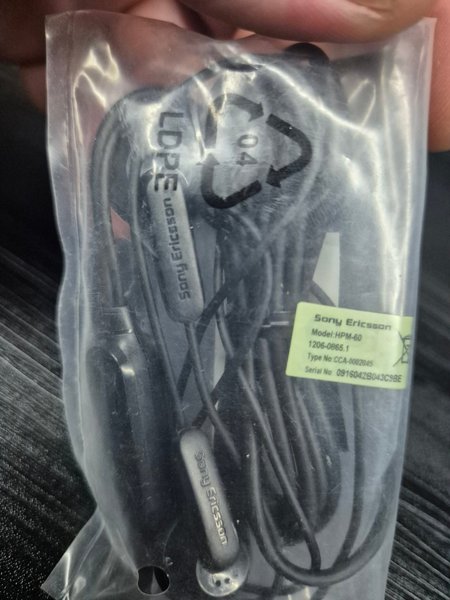 04
LDPE
Sony Ericsson
Sony Ericsson
Model:HPM-60
1206-0865.1
Type No:CCA-0002045
Serial No 0916042B043C9BE
Sony Ericsson